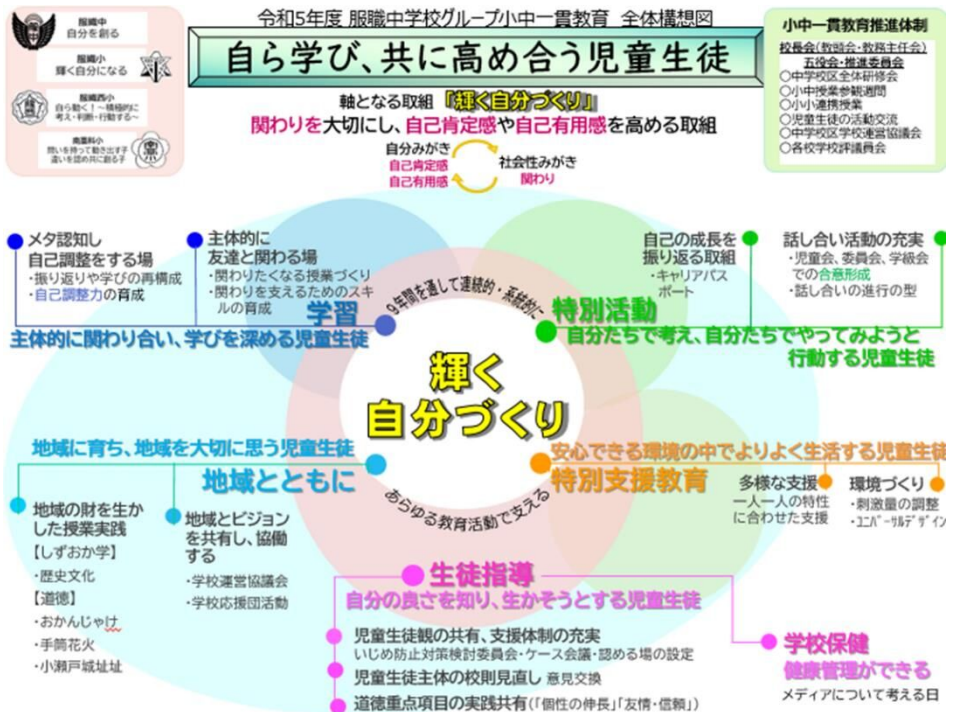 令和5年度 服織中学校グループ小中一貫教育 全体構想図
服織中
自分を創る
服織小
輝く自分になる
服織西小
自ら動く!~積極的に
考え・判断・行動する~
南藁科小
問いを持って動き出す子
違いを認め共に創る子
自ら学び、共に高め合う児童生徒
小中一貫教育推進体制
校長会(教頭会・教務主任会)
五役会・推進委員会
○中学校区全体研修会
○小中授業参観週間
○小小連携授業
○児童生徒の活動交流
○中学校区学校運営協議会
○各校学校評議員会
軸となる取組「輝く自分づくり」
関わりを大切にし、自己肯定感や自己有用感を高める取組
自分みがき
自己肯定感
自己有用感
社会性みがき
関わり
メタ認知し
自己調整をする場
・振り返りや学びの再構成
・自己調整力の育成
主体的に
友達と関わる場
・関わりたくなる授業づくり
・関わりを支えるためのスキ
ルの育成
学習
主体的に関わり合い、学びを深める児童生徒
9年間を通して連続的・系統的に
自己の成長を
振り返る取組
・キャリアパス
ポート
話し合い活動の充実
・児童会、委員会、学級会
での合意形成
・話し合いの進行の型
特別活動
自分たちで考え、自分たちでやってみようと
行動する児童生徒
輝く
自分づくり
地域に育ち、地域を大切に思う児童生徒
地域とともに
地域の財を生か
した授業実践
【しずおか学】
・歴史文化
【道徳】
・おかんじゃけ
・手筒花火
・小瀬戸城址址
地域とビジョン
を共有し、協働
する
・学校運営協議会
・学校応援団活動
あらゆる教育活動で支える
安心できる環境の中でよりよく生活する児童生徒
特別支援教育
多様な支援
一人一人の特性
に合わせた支援
環境づくり
・刺激量の調整
・ユニバーサルデザイン
生徒指導
自分の良さを知り、生かそうとする児童生徒
児童生徒観の共有、支援体制の充実
いじめ防止対策検討委員会・ケース会議・認める場の設定
児童生徒主体の校則見直し 意見交換
道徳重点項目の実践共有(「個性の伸長」「友情・信頼」)
学校保健
健康管理ができる
メディアについて考える日